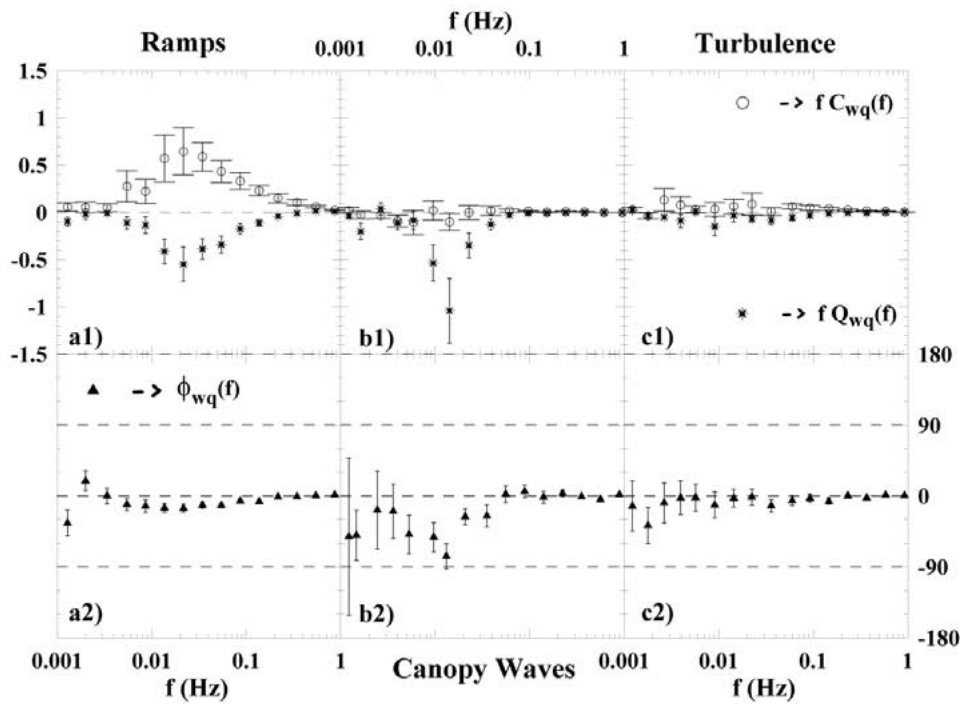 f (Hz)
Ramps 0.001 0.01 0.1 1 Turbulence
1.5
1
0.5
0
-0.5
-1
-1.5
○ –> f C_wq(f)
✱ –> f Q_wq(f)
a1) b1) c1)
180
90
0
-90
-180
▲ –> ϕ_wq(f)
a2) b2) c2)
0.001 0.01 0.1 1 0.001 0.01 0.1 1
f (Hz) Canopy Waves f (Hz)